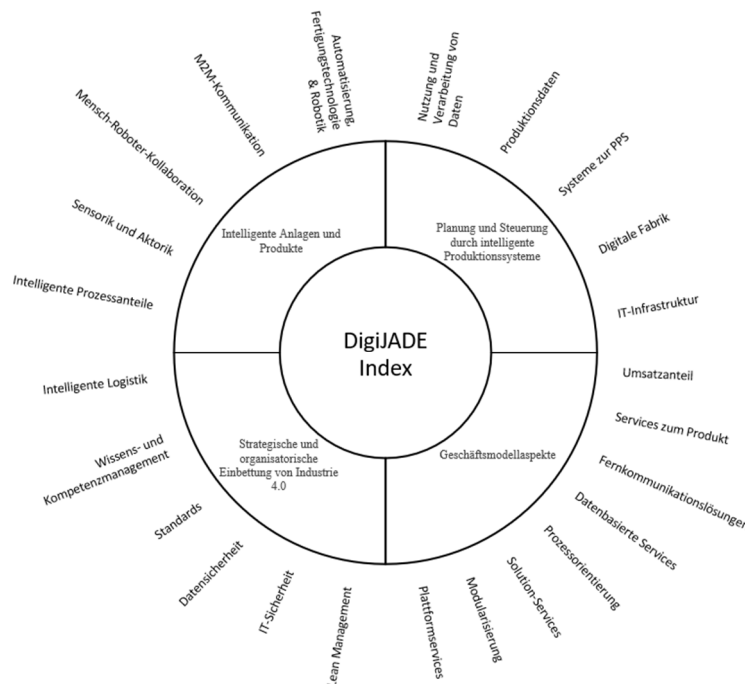 Automatisierung,
Fertigungstechnologie
& Robotik
M2M-Kommunikation
Mensch-Roboter-Kollaboration
Sensorik und Aktorik
Intelligente Prozessanteile
Nutzung und
Verarbeitung von
Daten
Produktionsdaten
Systeme zur PPS
Digitale Fabrik
IT-Infrastruktur
Intelligente Anlagen und
Produkte
Planung und Steuerung
durch intelligente
Produktionssysteme
DigiJADE
Index
Strategische und
organisatorische
Einbettung von Industrie
4.0
Geschäftsmodellaspekte
Intelligente Logistik
Wissens- und
Kompetenzmanagement
Standards
Datensicherheit
IT-Sicherheit
Lean Management
Umsatzanteil
Services zum Produkt
Fernkommunikationslösungen
Datenbasierte Services
Prozessorientierung
Solution-Services
Modularisierung
Plattformservices